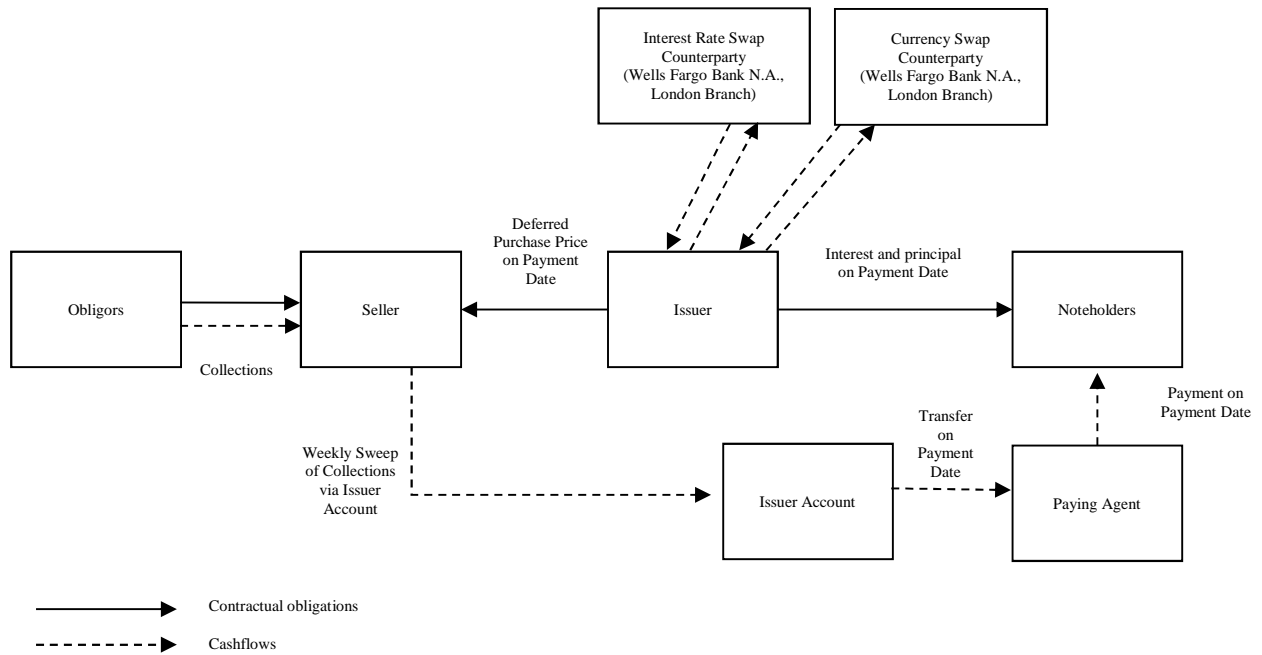 Interest Rate Swap
Counterparty
(Wells Fargo Bank N.A.,
London Branch)
Currency Swap
Counterparty
(Wells Fargo Bank N.A.,
London Branch)
Deferred
Purchase Price
on Payment
Date
Interest and principal
on Payment Date
Obligors
Seller
Issuer
Noteholders
Collections
Payment on
Payment Date
Transfer
on
Payment
Date
Weekly Sweep
of Collections
via Issuer
Account
Issuer Account
Paying Agent
Contractual obligations
Cashflows